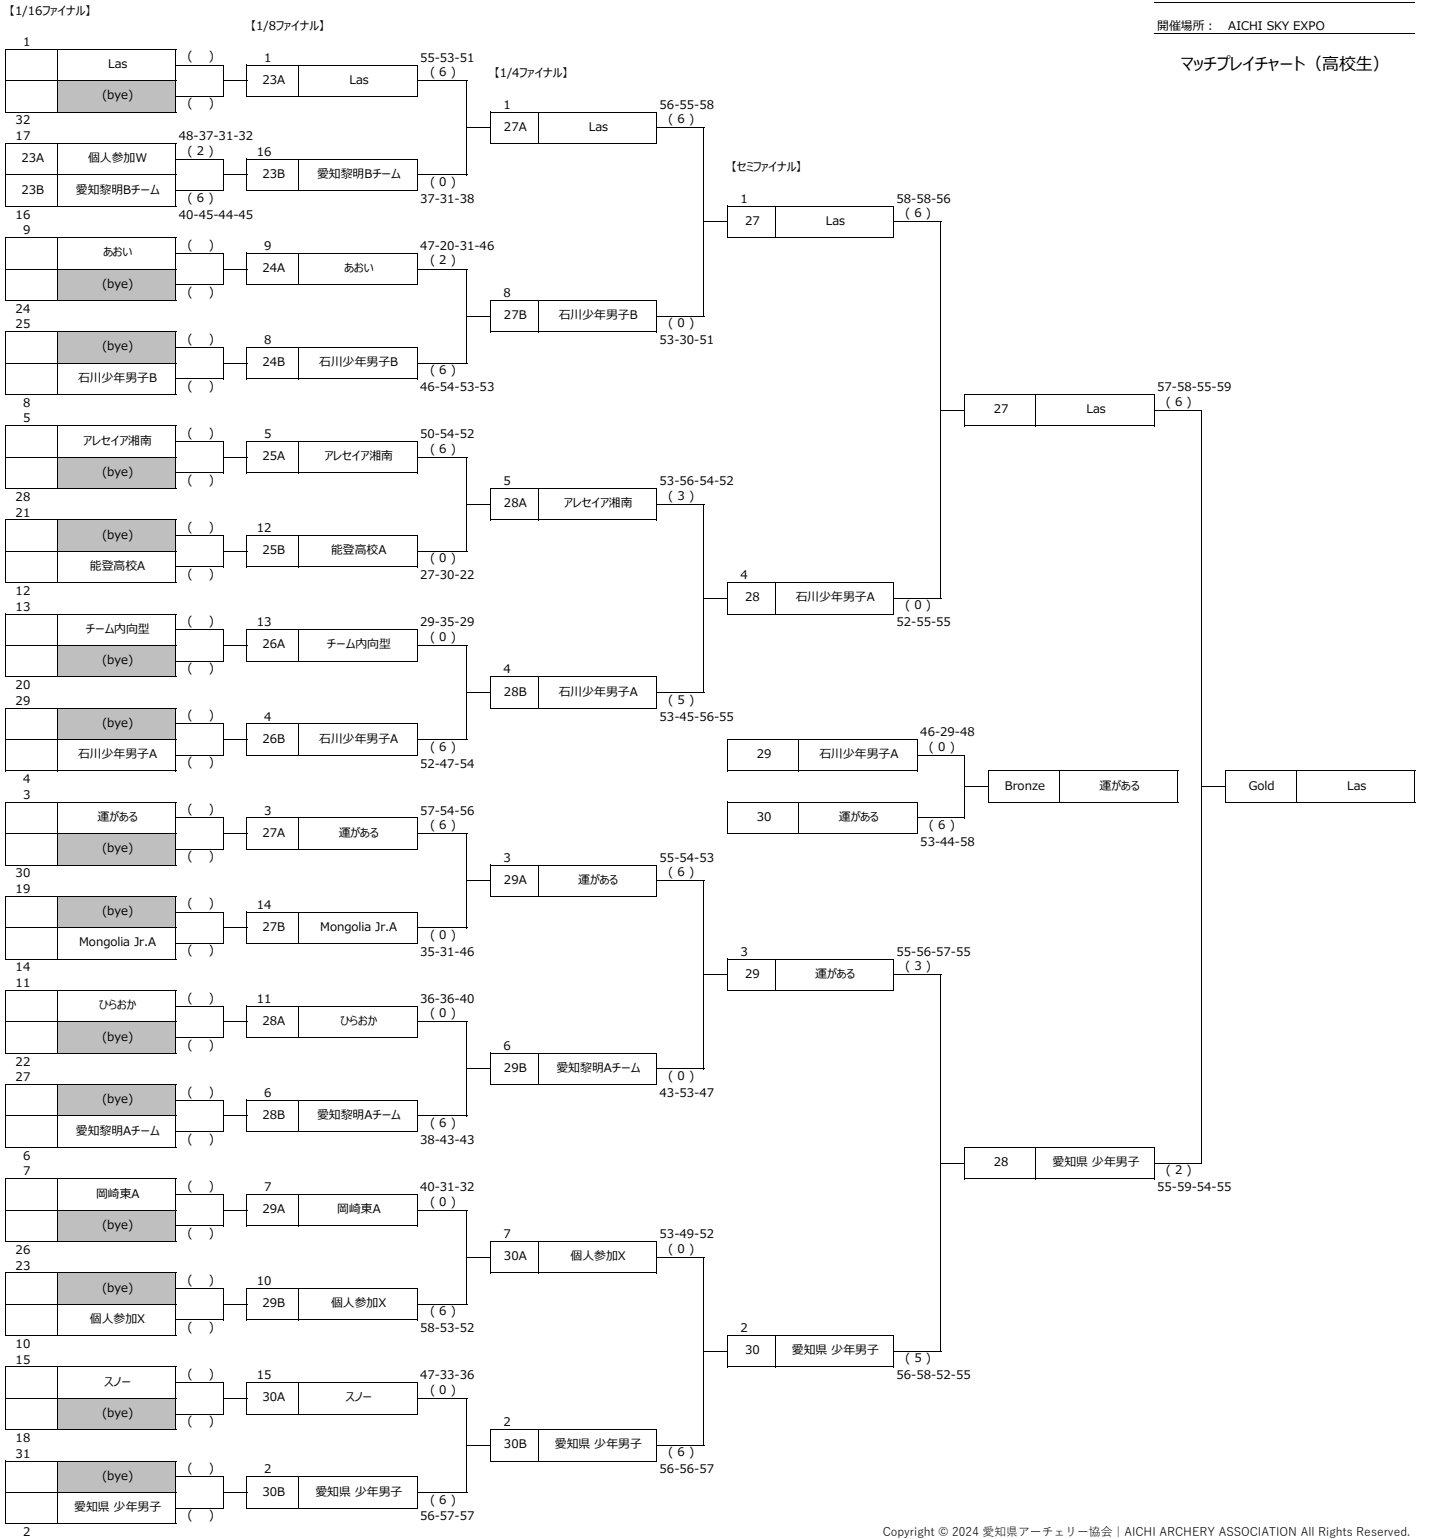 【1/16ファイナル】
【1/8ファイナル】
【1/4ファイナル】
【セミファイナル】
開催場所： AICHI SKY EXPO
マッチプレイチャート（高校生）
1
Las ( )
(bye) ( )
32
17
48-37-31-32
23A 個人参加W ( 2 )
23B 愛知黎明Bチーム ( 6 )
16
40-45-44-45
9
あおい ( )
(bye) ( )
24
25
(bye) ( )
石川少年男子B ( )
8
5
アレセイア湘南 ( )
(bye) ( )
28
21
(bye) ( )
能登高校A ( )
12
13
チーム内向型 ( )
(bye) ( )
20
29
(bye) ( )
石川少年男子A ( )
4
3
運がある ( )
(bye) ( )
30
19
(bye) ( )
Mongolia Jr.A ( )
14
11
ひらおか ( )
(bye) ( )
22
27
(bye) ( )
愛知黎明Aチーム ( )
6
7
岡崎東A ( )
(bye) ( )
26
23
(bye) ( )
個人参加X ( )
10
15
スノー ( )
(bye) ( )
18
31
(bye) ( )
愛知県 少年男子 ( )
2
1
55-53-51
23A Las ( 6 )
16
23B 愛知黎明Bチーム ( 0 )
37-31-38
9
47-20-31-46
24A あおい ( 2 )
8
24B 石川少年男子B ( 6 )
46-54-53-53
5
50-54-52
25A アレセイア湘南 ( 6 )
12
25B 能登高校A ( 0 )
27-30-22
13
29-35-29
26A チーム内向型 ( 0 )
4
26B 石川少年男子A ( 6 )
52-47-54
3
57-54-56
27A 運がある ( 6 )
14
27B Mongolia Jr.A ( 0 )
35-31-46
11
36-36-40
28A ひらおか ( 0 )
6
28B 愛知黎明Aチーム ( 6 )
38-43-43
7
40-31-32
29A 岡崎東A ( 0 )
10
29B 個人参加X ( 6 )
58-53-52
15
47-33-36
30A スノー ( 0 )
2
30B 愛知県 少年男子 ( 6 )
56-57-57
1
56-55-58
27A Las ( 6 )
8
27B 石川少年男子B ( 0 )
53-30-51
5
53-56-54-52
28A アレセイア湘南 ( 3 )
4
28B 石川少年男子A ( 5 )
53-45-56-55
3
55-54-53
29A 運がある ( 6 )
6
29B 愛知黎明Aチーム ( 0 )
43-53-47
7
53-49-52
30A 個人参加X ( 0 )
2
30B 愛知県 少年男子 ( 6 )
56-56-57
1
58-58-56
27 Las ( 6 )
4
28 石川少年男子A ( 0 )
52-55-55
46-29-48
29 石川少年男子A ( 0 )
30 運がある ( 6 )
53-44-58
3
55-56-57-55
29 運がある ( 3 )
2
30 愛知県 少年男子 ( 5 )
56-58-52-55
57-58-55-59
27 Las ( 6 )
Bronze 運がある
28 愛知県 少年男子 ( 2 )
55-59-54-55
Gold Las
Copyright © 2024 愛知県アーチェリー協会 | AICHI ARCHERY ASSOCIATION All Rights Reserved.